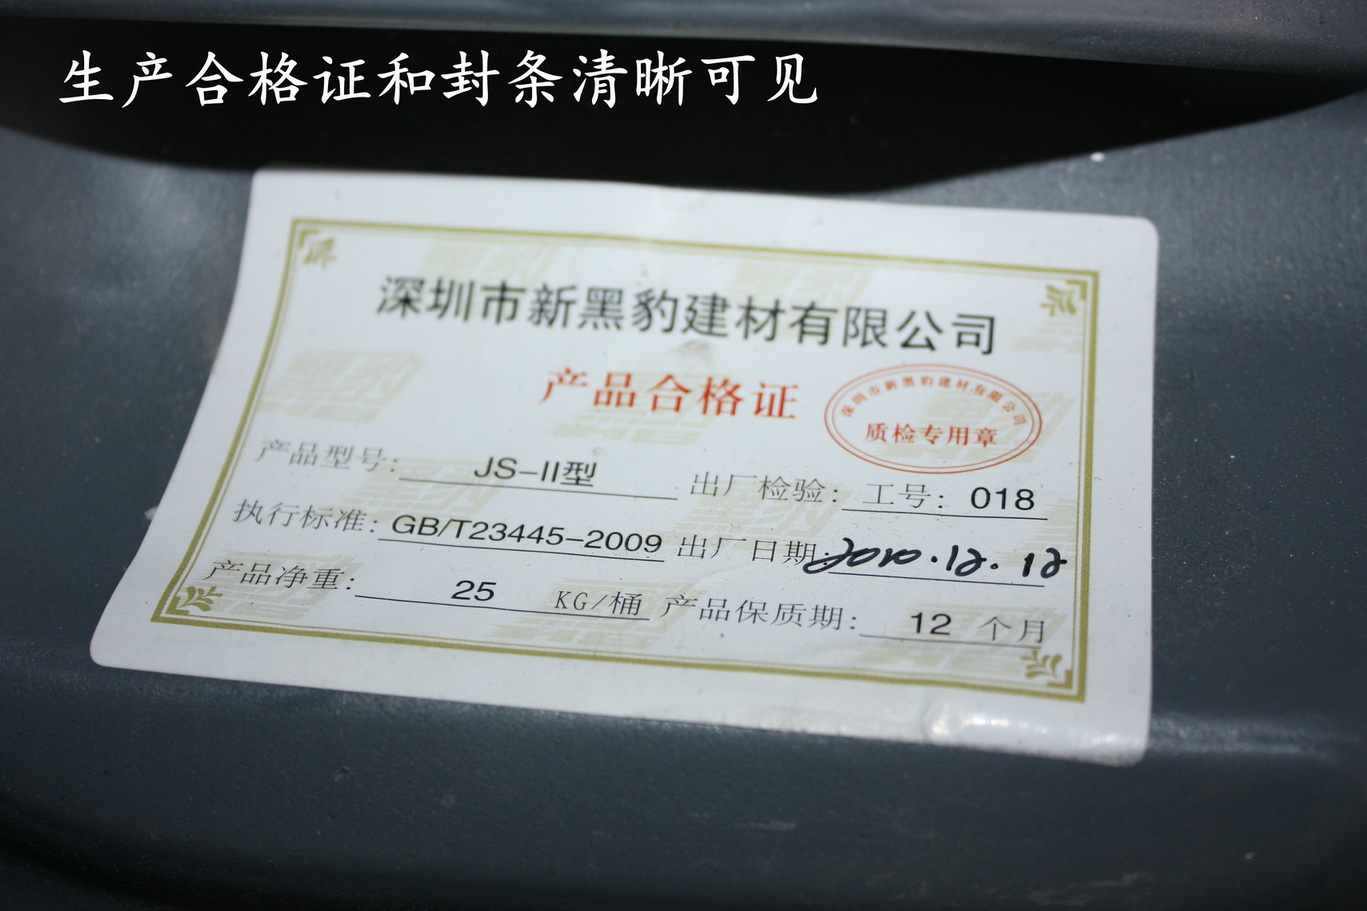 生产合格证和封条清晰可见
深圳市新黑豹建材有限公司
产品合格证
深圳市新黑豹建材有限公司
质检专用章
产品型号: JS-II型 出厂检验: 工号: 018
执行标准: GB/T23445-2009 出厂日期: 2010.12.12
产品净重: 25 KG/桶 产品保质期: 12 个月